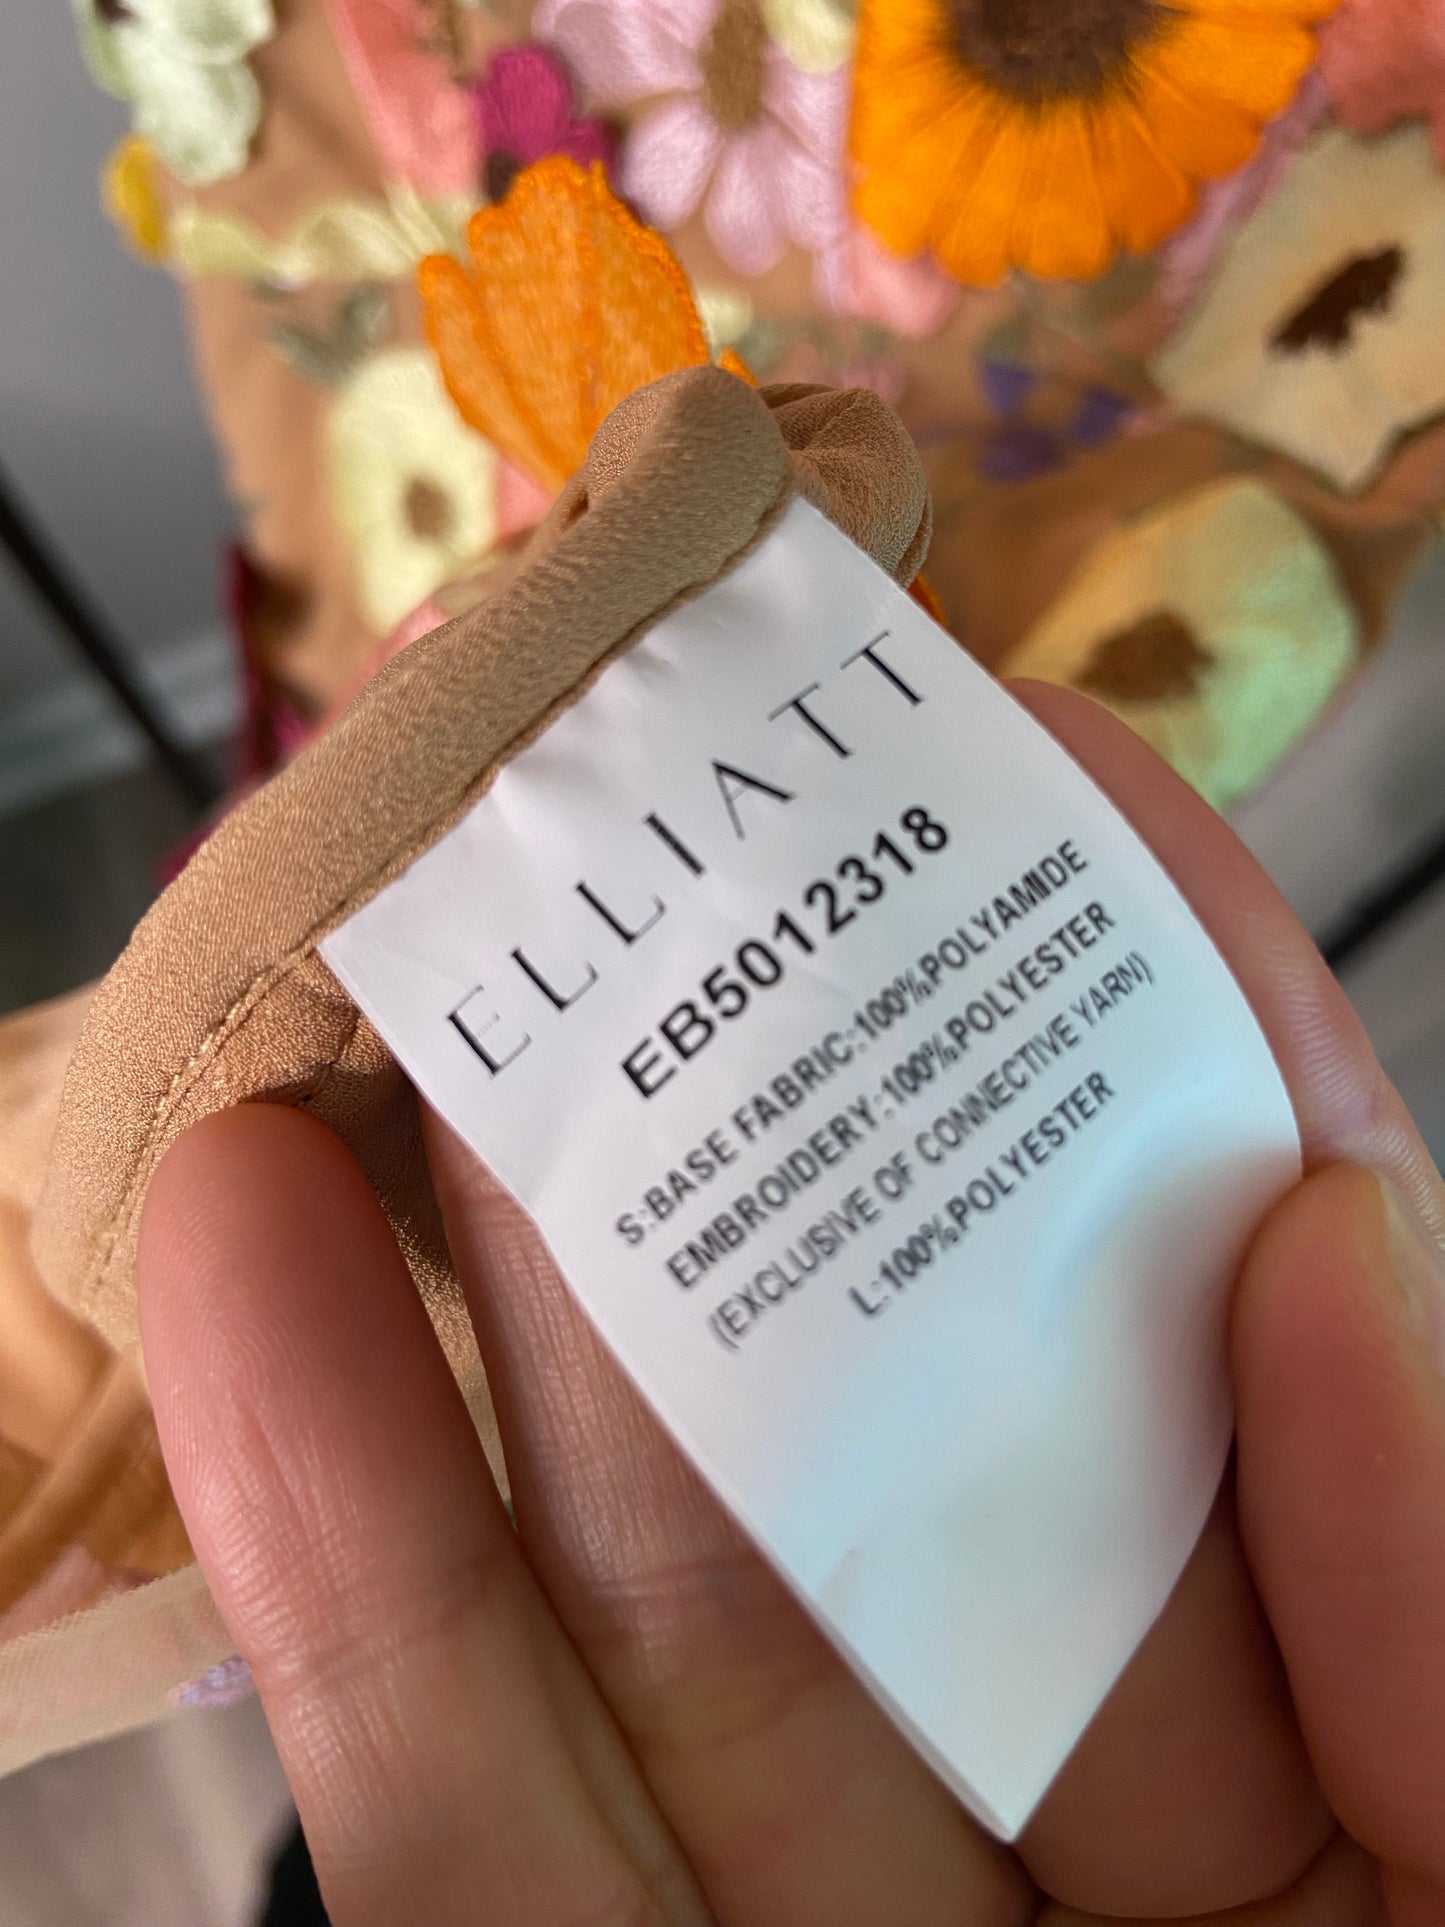 ELLIATT
EB5012318
S:BASE FABRIC:100%POLYAMIDE
EMBROIDERY:100%POLYESTER
(EXCLUSIVE OF CONNECTIVE YARN)
L:100%POLYESTER